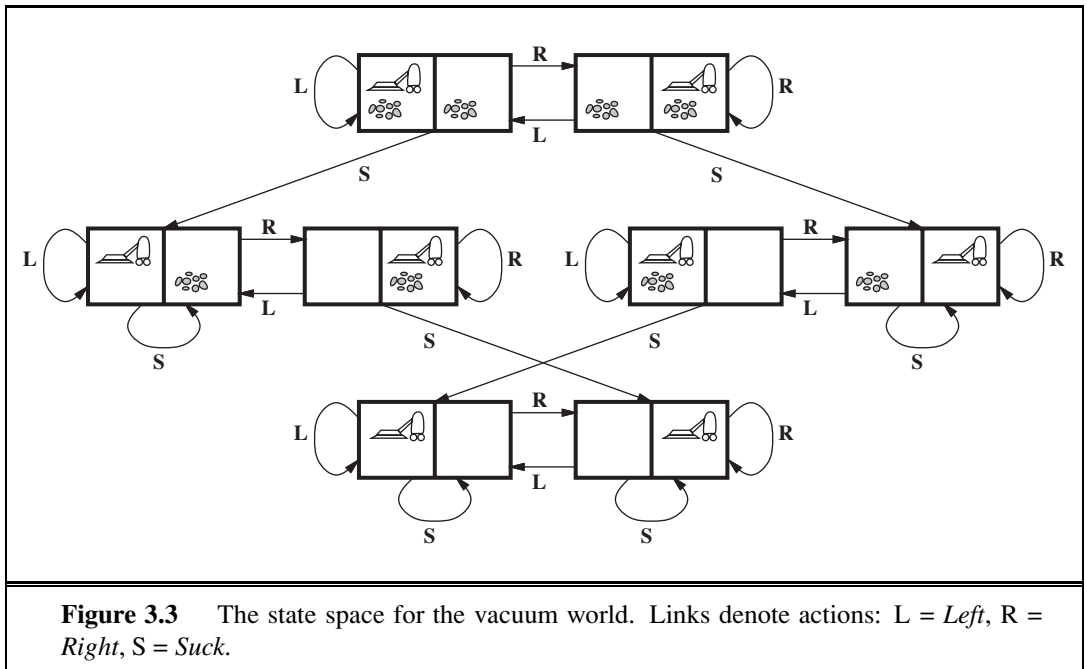 R
L
R
L
S
S
R
R
L
R
L
R
L
L
S
S
S
S
R
L
R
L
S
S
Figure 3.3 The state space for the vacuum world. Links denote actions: L = Left, R =
Right, S = Suck.